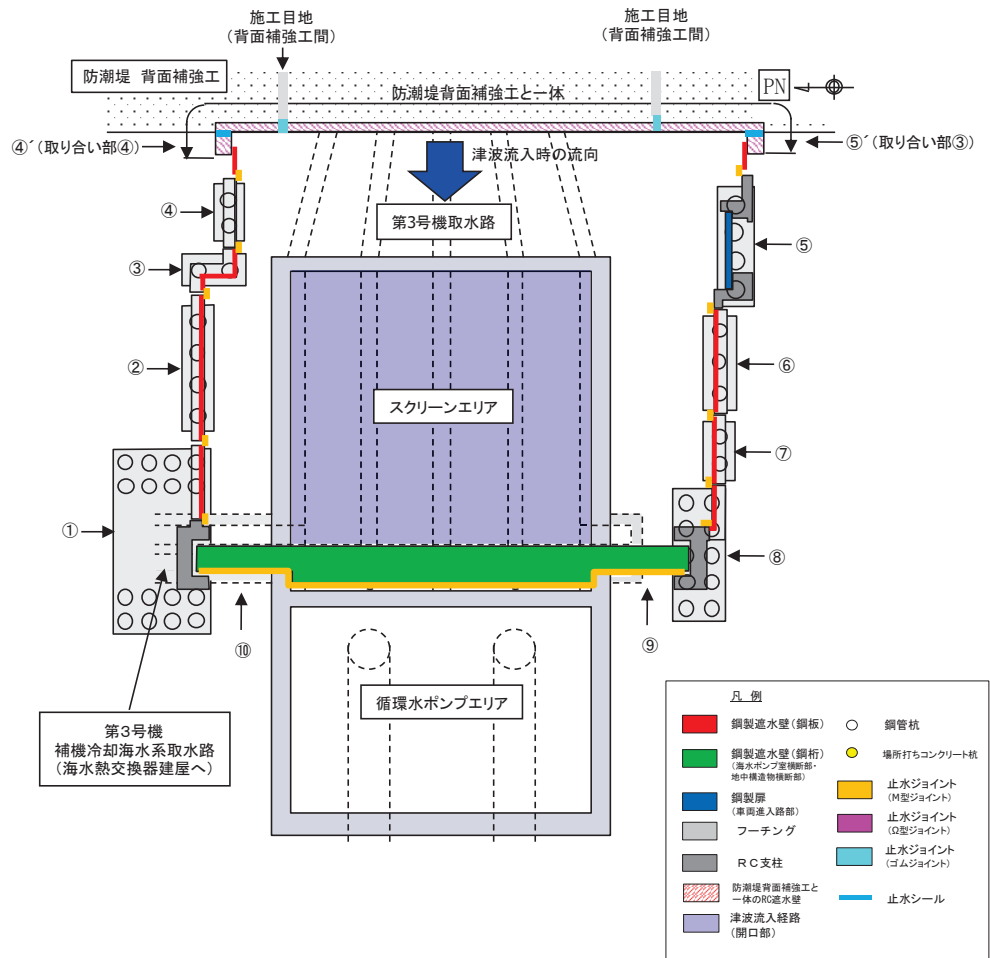 施工目地
(背面補強工間)
施工目地
(背面補強工間)
防潮堤 背面補強工
防潮堤背面補強工と一体
PN
④´(取り合い部④)
津波流入時の流向
⑤´(取り合い部③)
④
第3号機取水路
⑤
③
②
⑥
スクリーンエリア
⑦
①
⑧
⑩
⑨
循環水ポンプエリア
第3号機
補機冷却海水系取水路
(海水熱交換器建屋へ)
凡 例
鋼製遮水壁(鋼板)
鋼管杭
鋼製遮水壁(鋼桁)
(海水ポンプ室横断部・
地中構造物横断部)
場所打ちコンクリート杭
鋼製扉
(車両進入路部)
止水ジョイント
(M型ジョイント)
フーチング
止水ジョイント
(Ω型ジョイント)
RC支柱
止水ジョイント
(ゴムジョイント)
防潮堤背面補強工と
一体のRC遮水壁
止水シール
津波流入経路
(開口部)